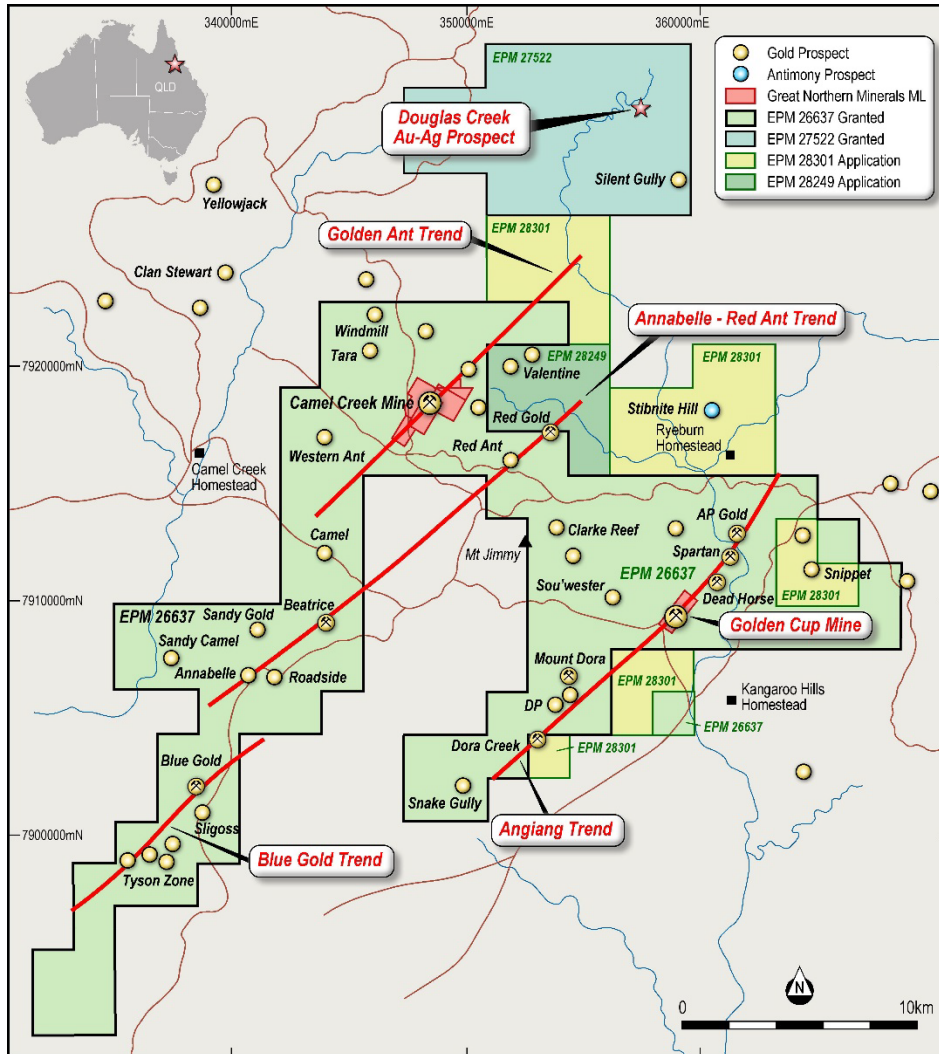 340000mE
350000mE
360000mE
QLD
EPM 27522
Gold Prospect
Antimony Prospect
Great Northern Minerals ML
EPM 26637 Granted
EPM 27522 Granted
EPM 28301 Application
EPM 28249 Application
Douglas Creek
Au-Ag Prospect
Silent Gully
Yellowjack
EPM 28301
Golden Ant Trend
Clan Stewart
Annabelle - Red Ant Trend
Windmill
Tara
EPM 28249
EPM 28301
7920000mN
Valentine
Camel Creek Mine
Stibnite Hill
Red Gold
Ryeburn
Homestead
Western Ant
Red Ant
Camel Creek
Homestead
AP Gold
Clarke Reef
Camel
Mt Jimmy
Spartan
Snippet
EPM 26637
Sou'wester
7910000mN
Dead Horse
EPM 28301
Beatrice
EPM 26637
Sandy Gold
Golden Cup Mine
Sandy Camel
Mount Dora
Annabelle
Roadside
EPM 28301
Kangaroo Hills
Homestead
DP
EPM 26637
Dora Creek
EPM 28301
Blue Gold
Snake Gully
Sligoss
Angiang Trend
7900000mN
Blue Gold Trend
Tyson Zone
N
0
10km